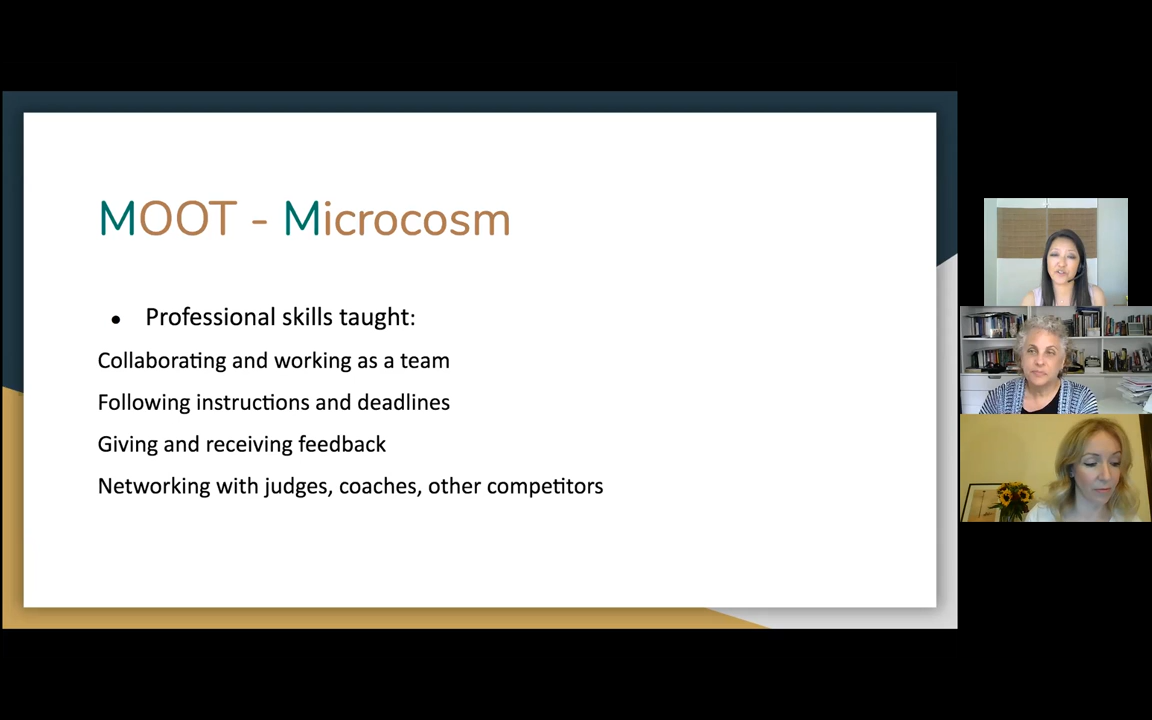 MOOT - Microcosm
● Professional skills taught:
Collaborating and working as a team
Following instructions and deadlines
Giving and receiving feedback
Networking with judges, coaches, other competitors